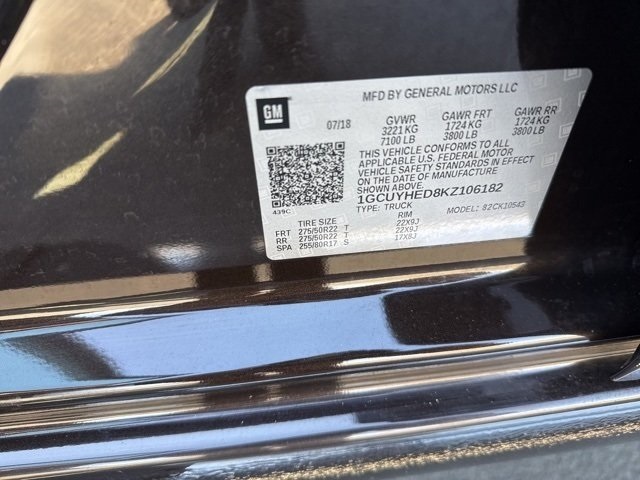 MFD BY GENERAL MOTORS LLC
GM
07/18 GVWR GAWR FRT GAWR RR
3221 KG 1724 KG 1724 KG
7100 LB 3800 LB 3800 LB
THIS VEHICLE CONFORMS TO ALL
APPLICABLE U.S. FEDERAL MOTOR
VEHICLE SAFETY STANDARDS IN EFFECT
ON THE DATE OF MANUFACTURE
SHOWN ABOVE.
1GCUYHED8KZ106182
439C
TYPE: TRUCK MODEL: 82CK10543
TIRE SIZE RIM
FRT 275/50R22 T 22X9J
RR 275/50R22 T 22X9J
SPA 255/80R17 S 17X8J